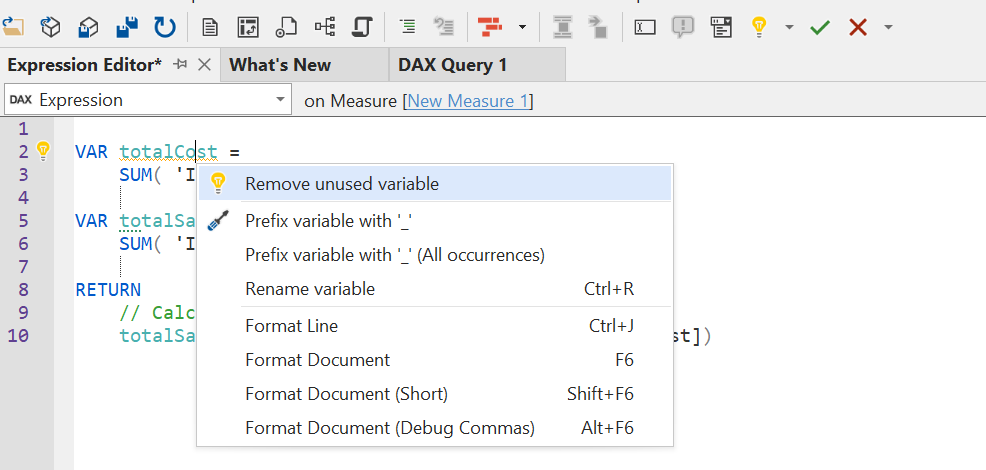 Expression Editor* What's New DAX Query 1
DAX Expression on Measure [New Measure 1]
1
2 VAR totalCost =
3 SUM( 'I
4
5 VAR totalSa
6 SUM( 'I
7
8 RETURN
9 // Calc
10 totalSa st])
Remove unused variable
Prefix variable with '_'
Prefix variable with '_' (All occurrences)
Rename variable Ctrl+R
Format Line Ctrl+J
Format Document F6
Format Document (Short) Shift+F6
Format Document (Debug Commas) Alt+F6